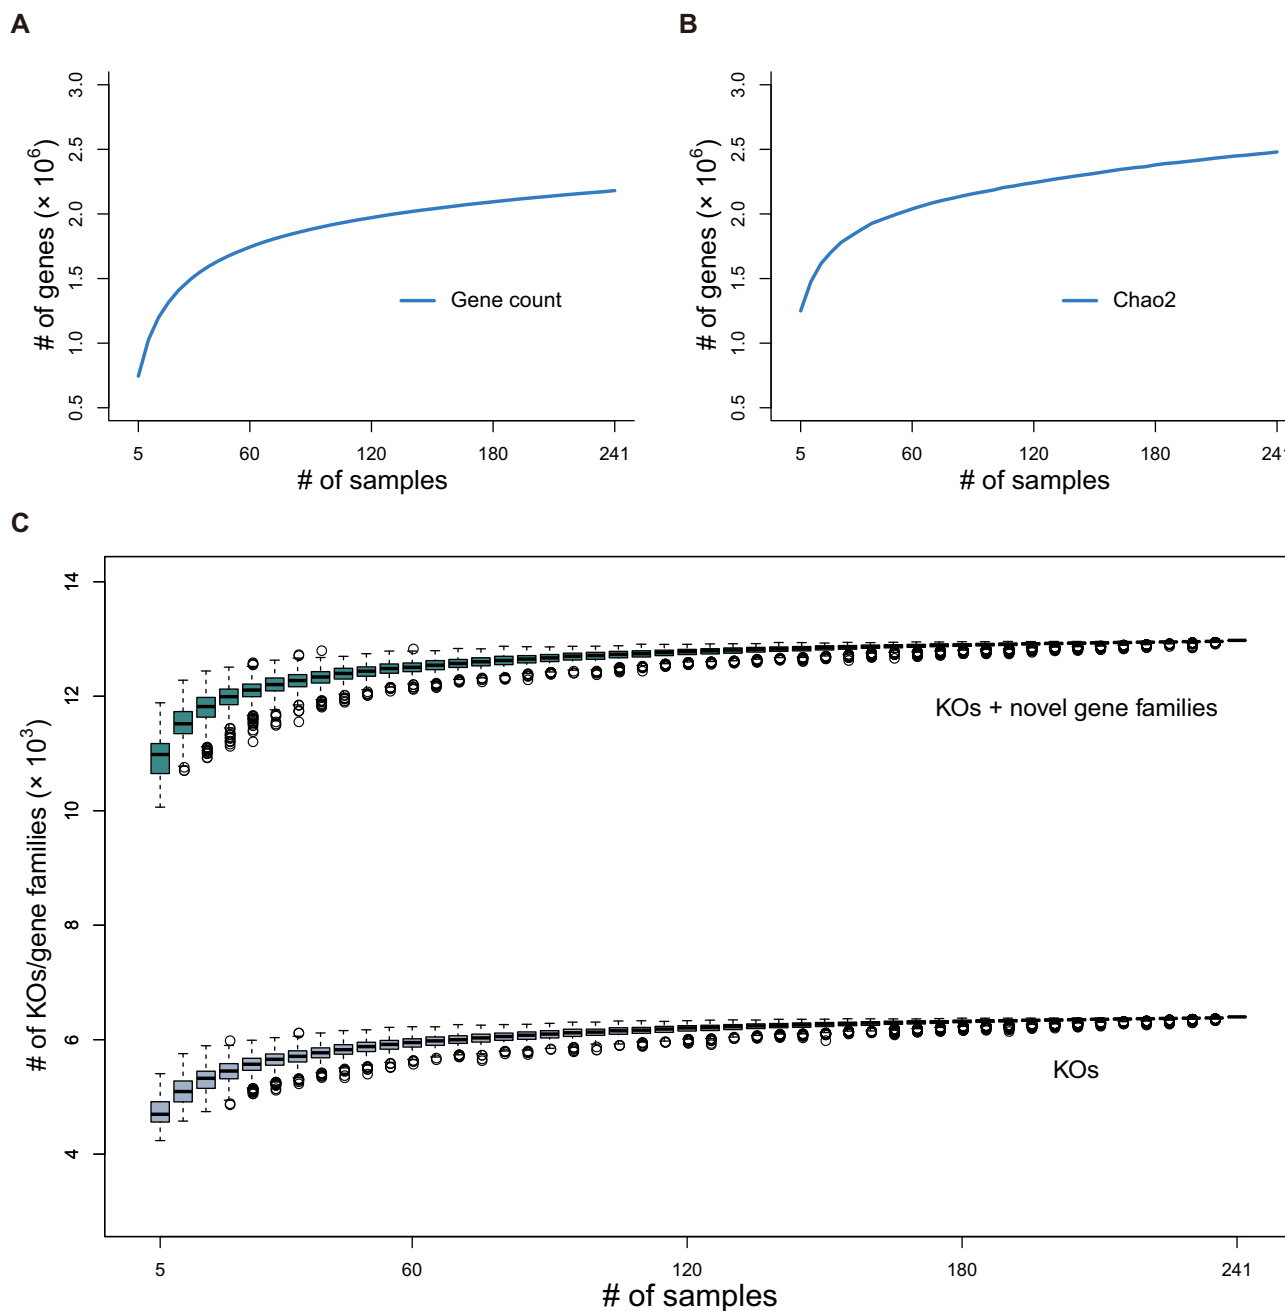 A
B
# of genes (× 10⁶)
3.0
2.5
2.0
1.5
1.0
0.5
Gene count
5 60 120 180 241
# of samples
# of genes (× 10⁶)
3.0
2.5
2.0
1.5
1.0
0.5
Chao2
5 60 120 180 241
# of samples
C
# of KOs/gene families (× 10³)
14
12
10
8
6
4
KOs + novel gene families
KOs
5 60 120 180 241
# of samples